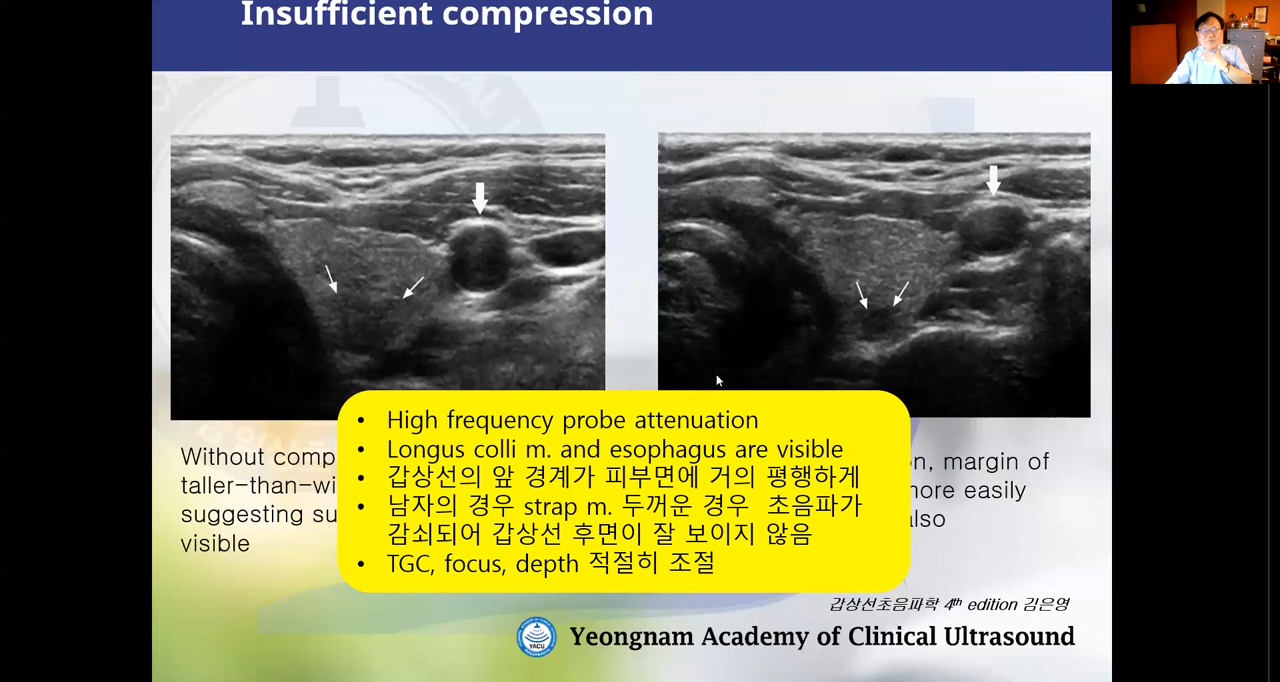 Insufficient compression
Without comp
taller-than-wi
suggesting su
visible
on, margin of
more easily
also
• High frequency probe attenuation
• Longus colli m. and esophagus are visible
• 갑상선의 앞 경계가 피부면에 거의 평행하게
• 남자의 경우 strap m. 두꺼운 경우 초음파가
감쇠되어 갑상선 후면이 잘 보이지 않음
• TGC, focus, depth 적절히 조절
갑상선초음파학 4th edition 김은영
YACU
Yeongnam Academy of Clinical Ultrasound